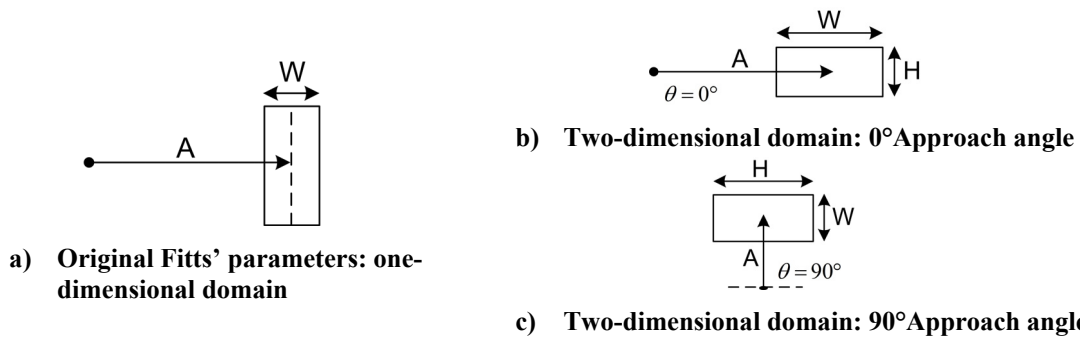 W
A
a) Original Fitts’ parameters: one-
dimensional domain
W
A
H
θ = 0°
b) Two-dimensional domain: 0°Approach angle
H
W
A
θ = 90°
c) Two-dimensional domain: 90°Approach angle